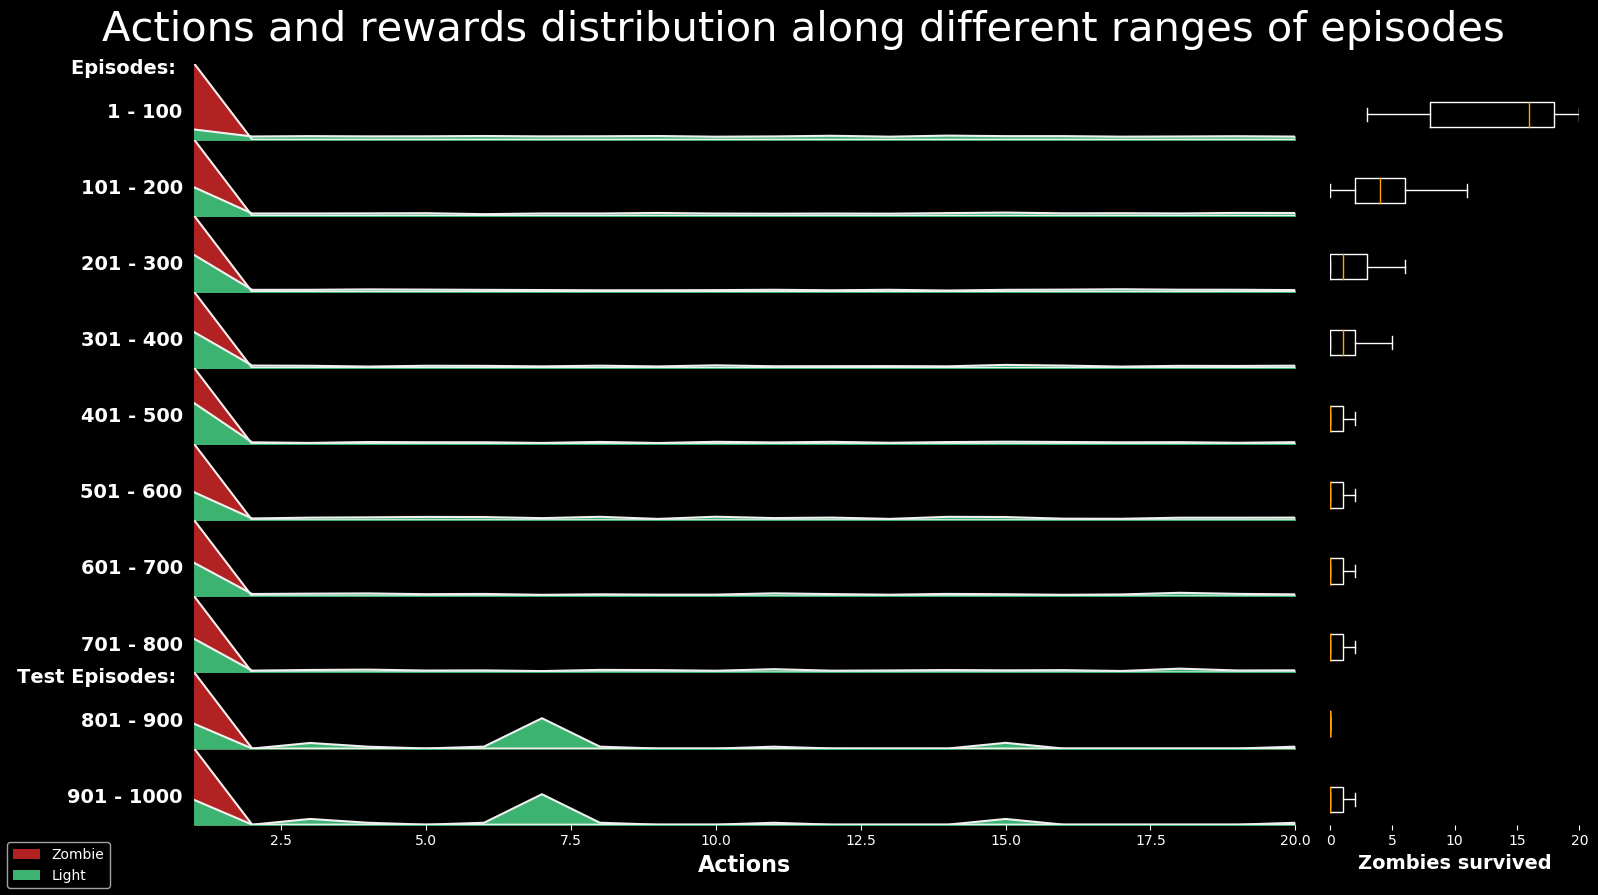 Actions and rewards distribution along different ranges of episodes
Episodes:
1 - 100
101 - 200
201 - 300
301 - 400
401 - 500
501 - 600
601 - 700
701 - 800
Test Episodes:
801 - 900
901 - 1000
2.5 5.0 7.5 10.0 12.5 15.0 17.5 20.0
0 5 10 15 20
Actions
Zombies survived
Zombie
Light